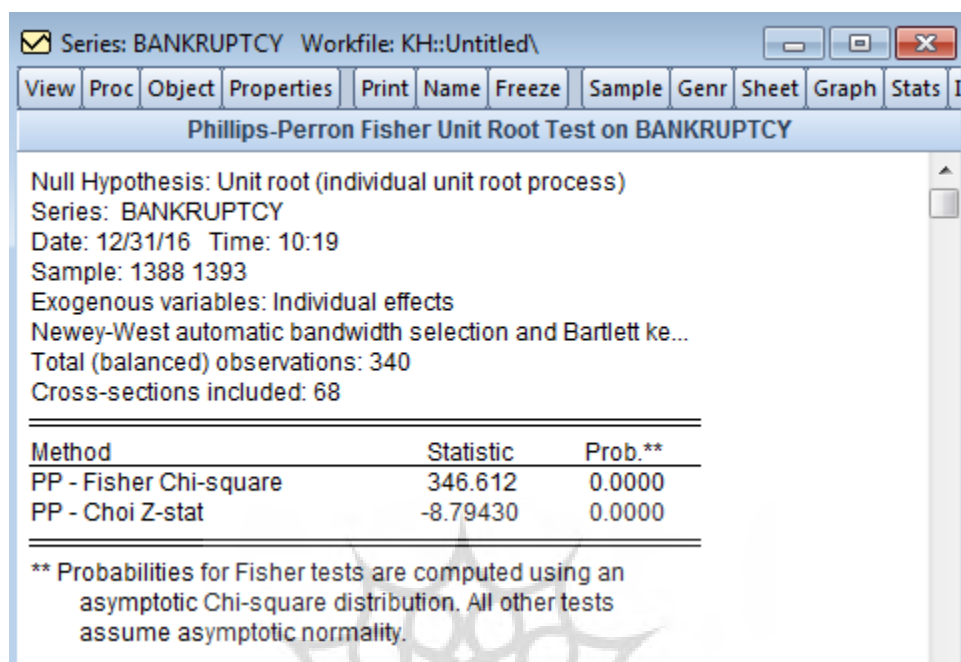 Series: BANKRUPTCY Workfile: KH::Untitled\
View Proc Object Properties Print Name Freeze Sample Genr Sheet Graph Stats I
Phillips-Perron Fisher Unit Root Test on BANKRUPTCY
Null Hypothesis: Unit root (individual unit root process)
Series: BANKRUPTCY
Date: 12/31/16 Time: 10:19
Sample: 1388 1393
Exogenous variables: Individual effects
Newey-West automatic bandwidth selection and Bartlett ke...
Total (balanced) observations: 340
Cross-sections included: 68
Method Statistic Prob.**
PP - Fisher Chi-square 346.612 0.0000
PP - Choi Z-stat -8.79430 0.0000
** Probabilities for Fisher tests are computed using an
asymptotic Chi-square distribution. All other tests
assume asymptotic normality.